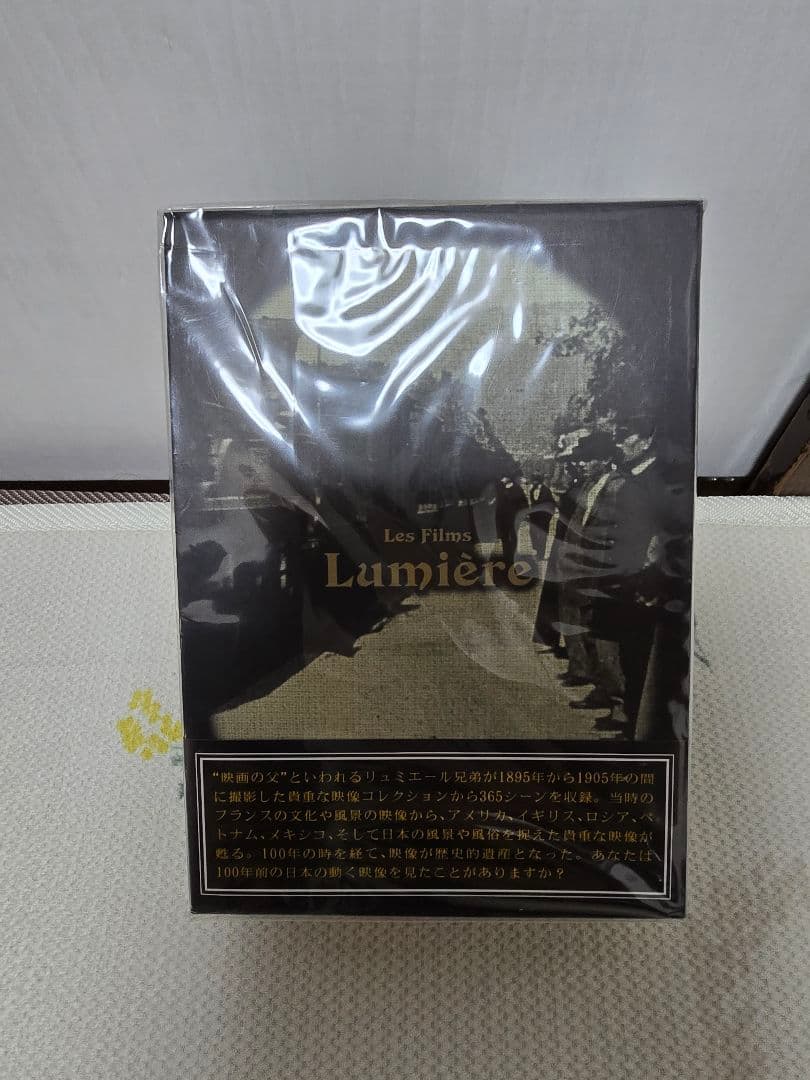 Les Films
Lumière
“映画の父”といわれるリュミエール兄弟が1895年から1905年の間
に撮影した貴重な映像コレクションから365シーンを収録。当時の
フランスの文化や風景の映像から、アメリカ、イギリス、ロシア、ベ
トナム、メキシコ、そして日本の風景や風俗を捉えた貴重な映像が
甦る。100年の時を経て、映像が歴史的遺産となった。あなたは
100年前の日本の動く映像を見たことがありますか？